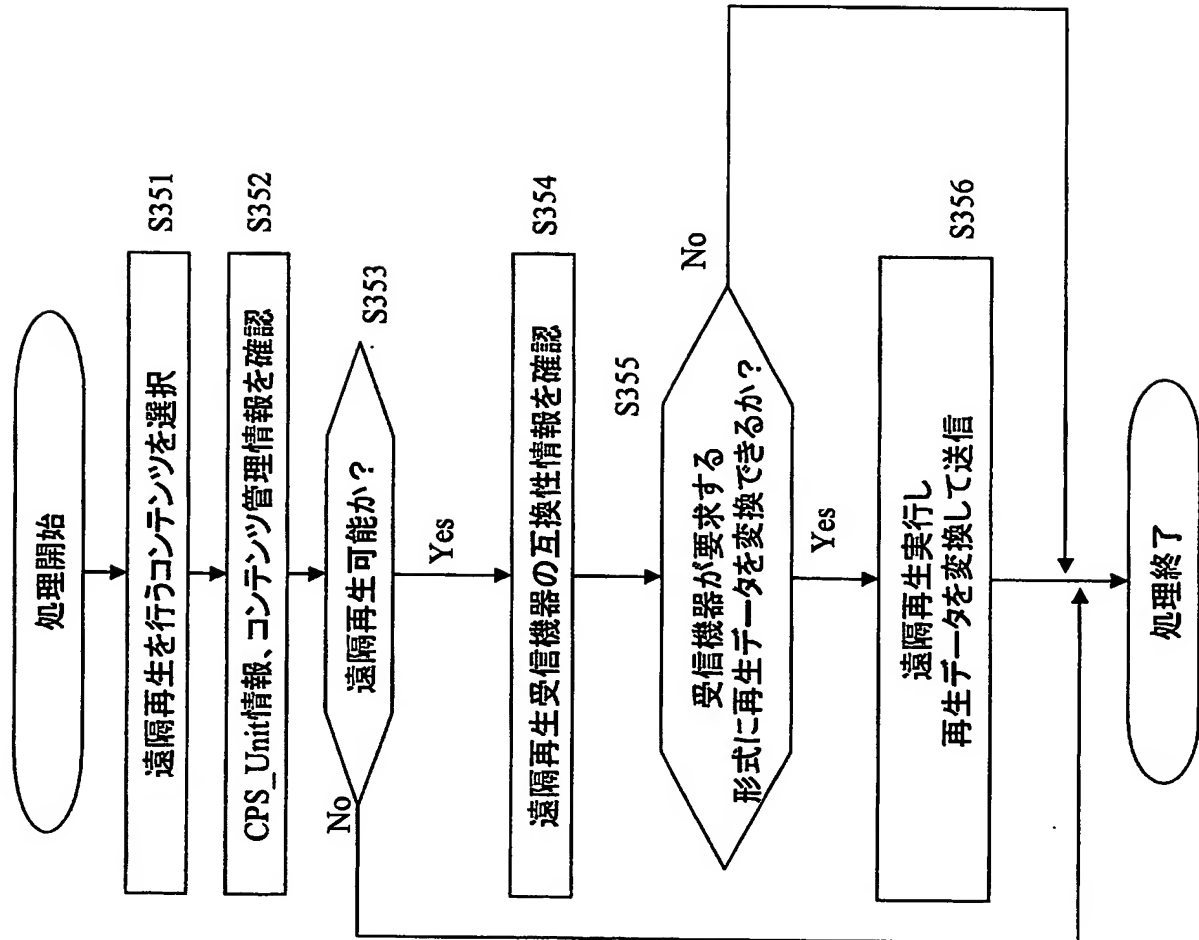 処理開始
遠隔再生を行うコンテンツを選択
S351
CPS_Unit情報、コンテンツ管理情報を確認
S352
遠隔再生可能か？
S353
No
Yes
遠隔再生受信機器の互換性情報を確認
S354
S355
受信機器が要求する
形式に再生データを変換できるか？
No
Yes
遠隔再生実行し
再生データを変換して送信
S356
処理終了